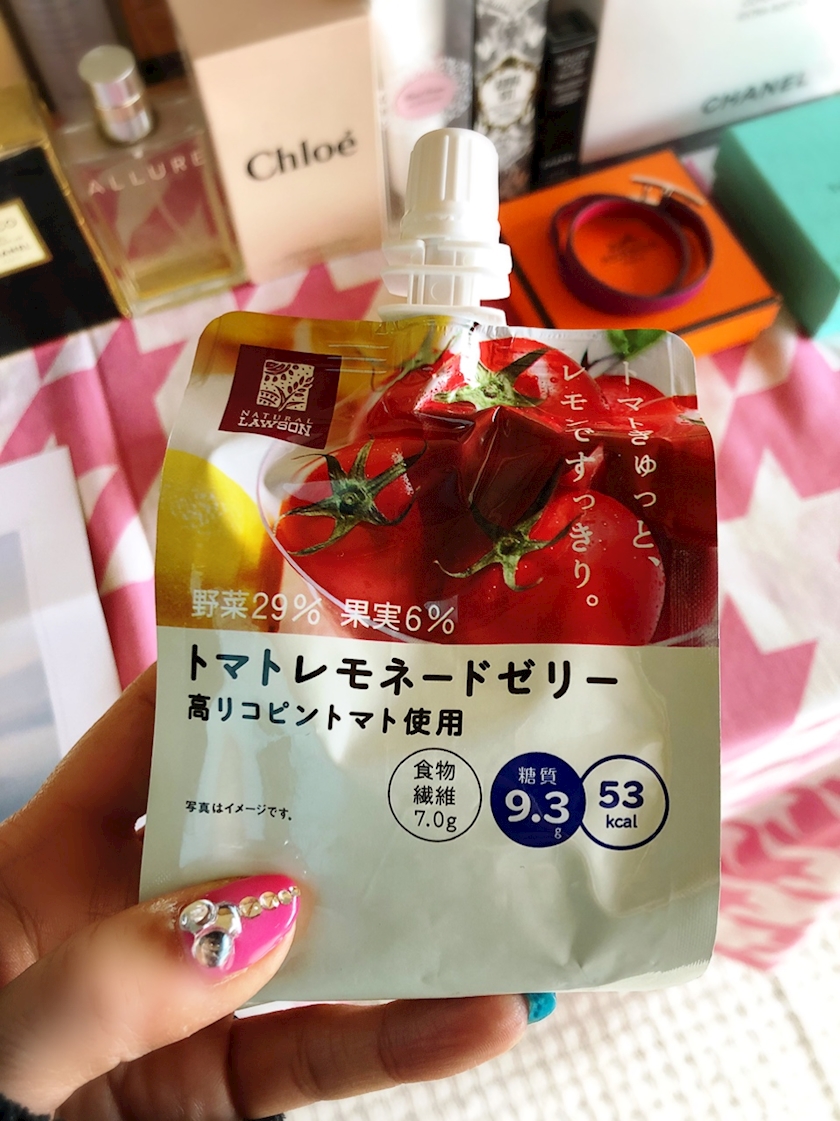 ALLURE
Chloé
CHANEL
NATURAL
LAWSON
トマトきゅっと、
レモンですっきり。
野菜29% 果実6%
トマトレモネードゼリー
高リコピントマト使用
食物
繊維
7.0g
糖質
9.3
g
53
kcal
写真はイメージです。